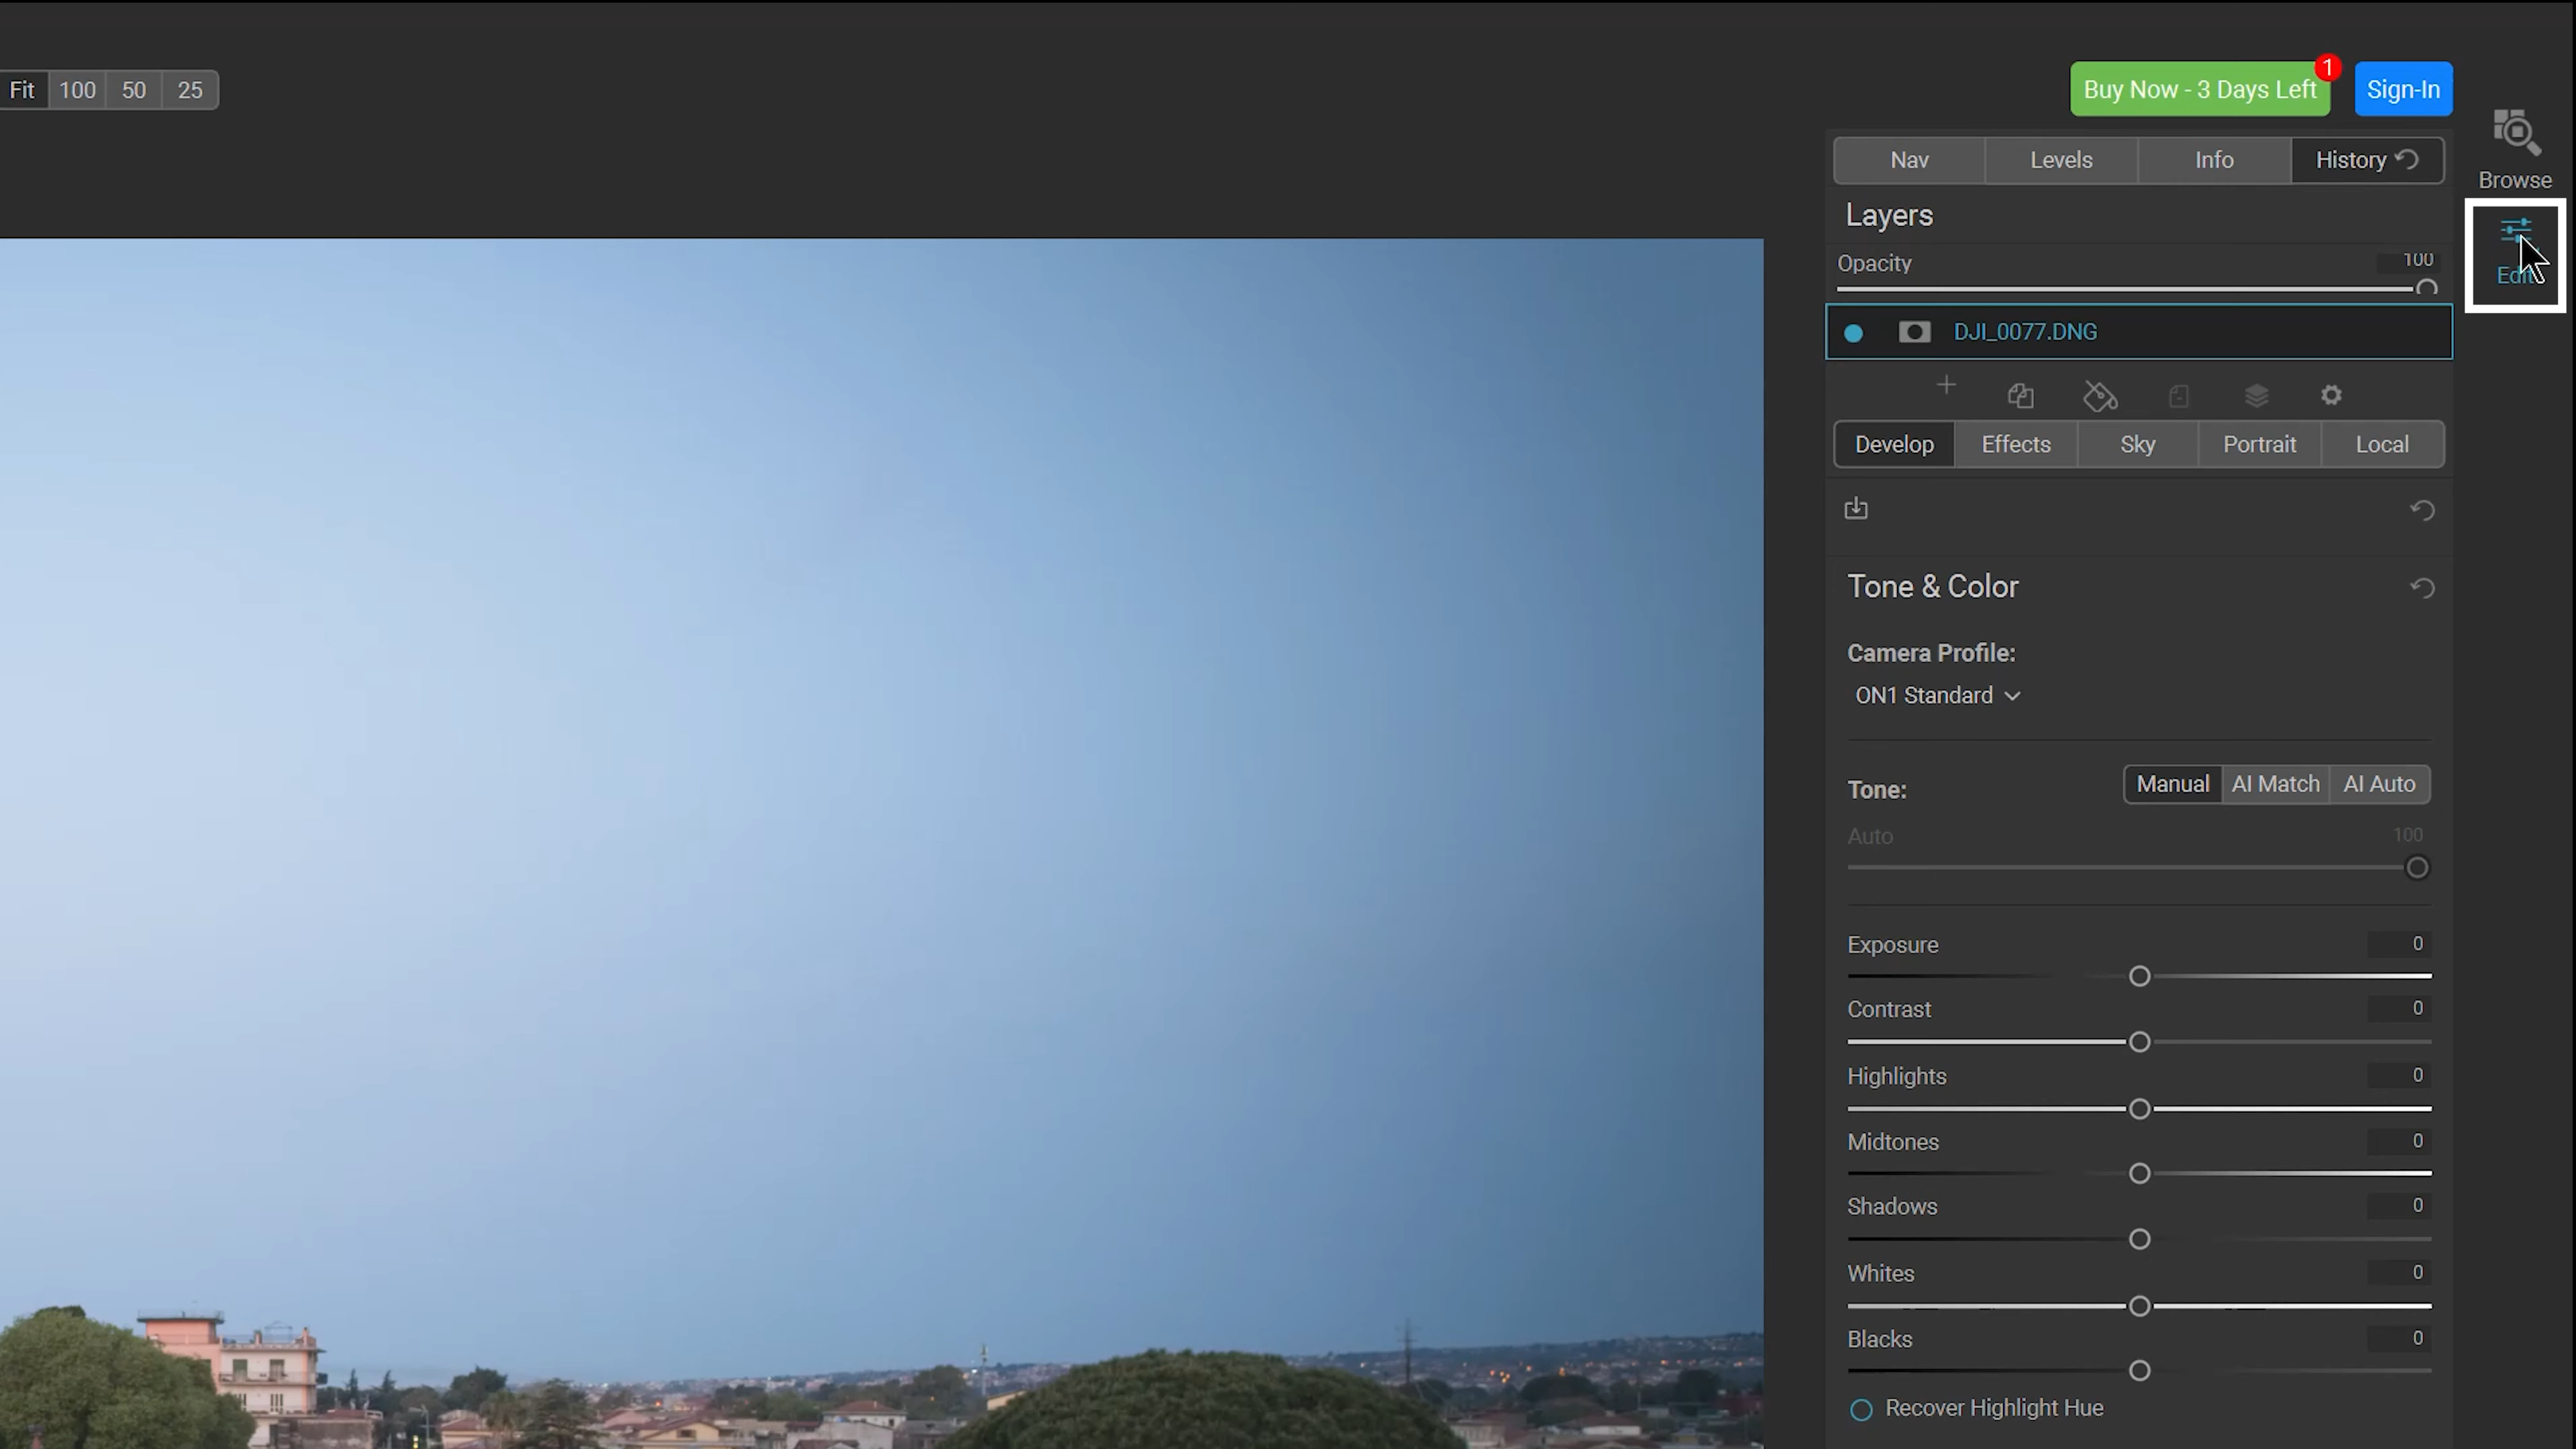 Fit 100 50 25
Buy Now - 3 Days Left
1
Sign-In
Browse
Edit
Nav Levels Info History
Layers
Opacity 100
DJI_0077.DNG
Develop Effects Sky Portrait Local
Tone & Color
Camera Profile:
ON1 Standard
Tone: Manual AI Match AI Auto
Auto 100
Exposure 0
Contrast 0
Highlights 0
Midtones 0
Shadows 0
Whites 0
Blacks 0
Recover Highlight Hue